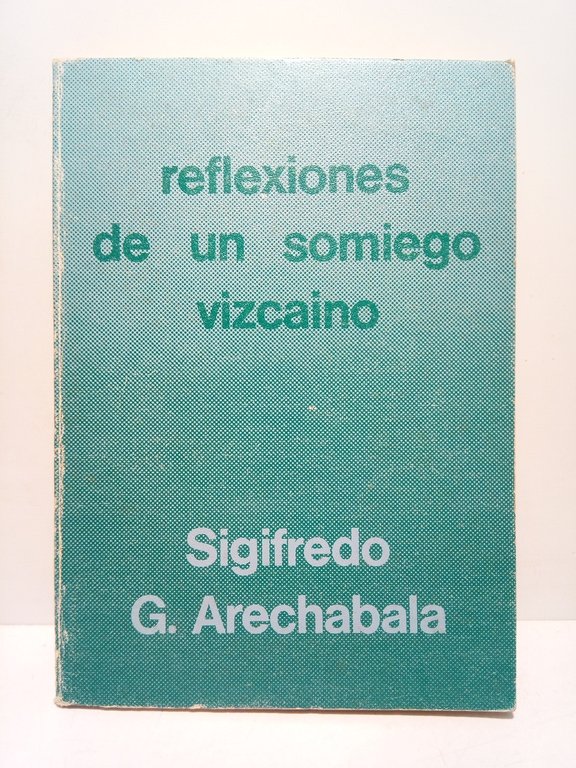 reflexiones
de un somiego
vizcaino
Sigifredo
G. Arechabala